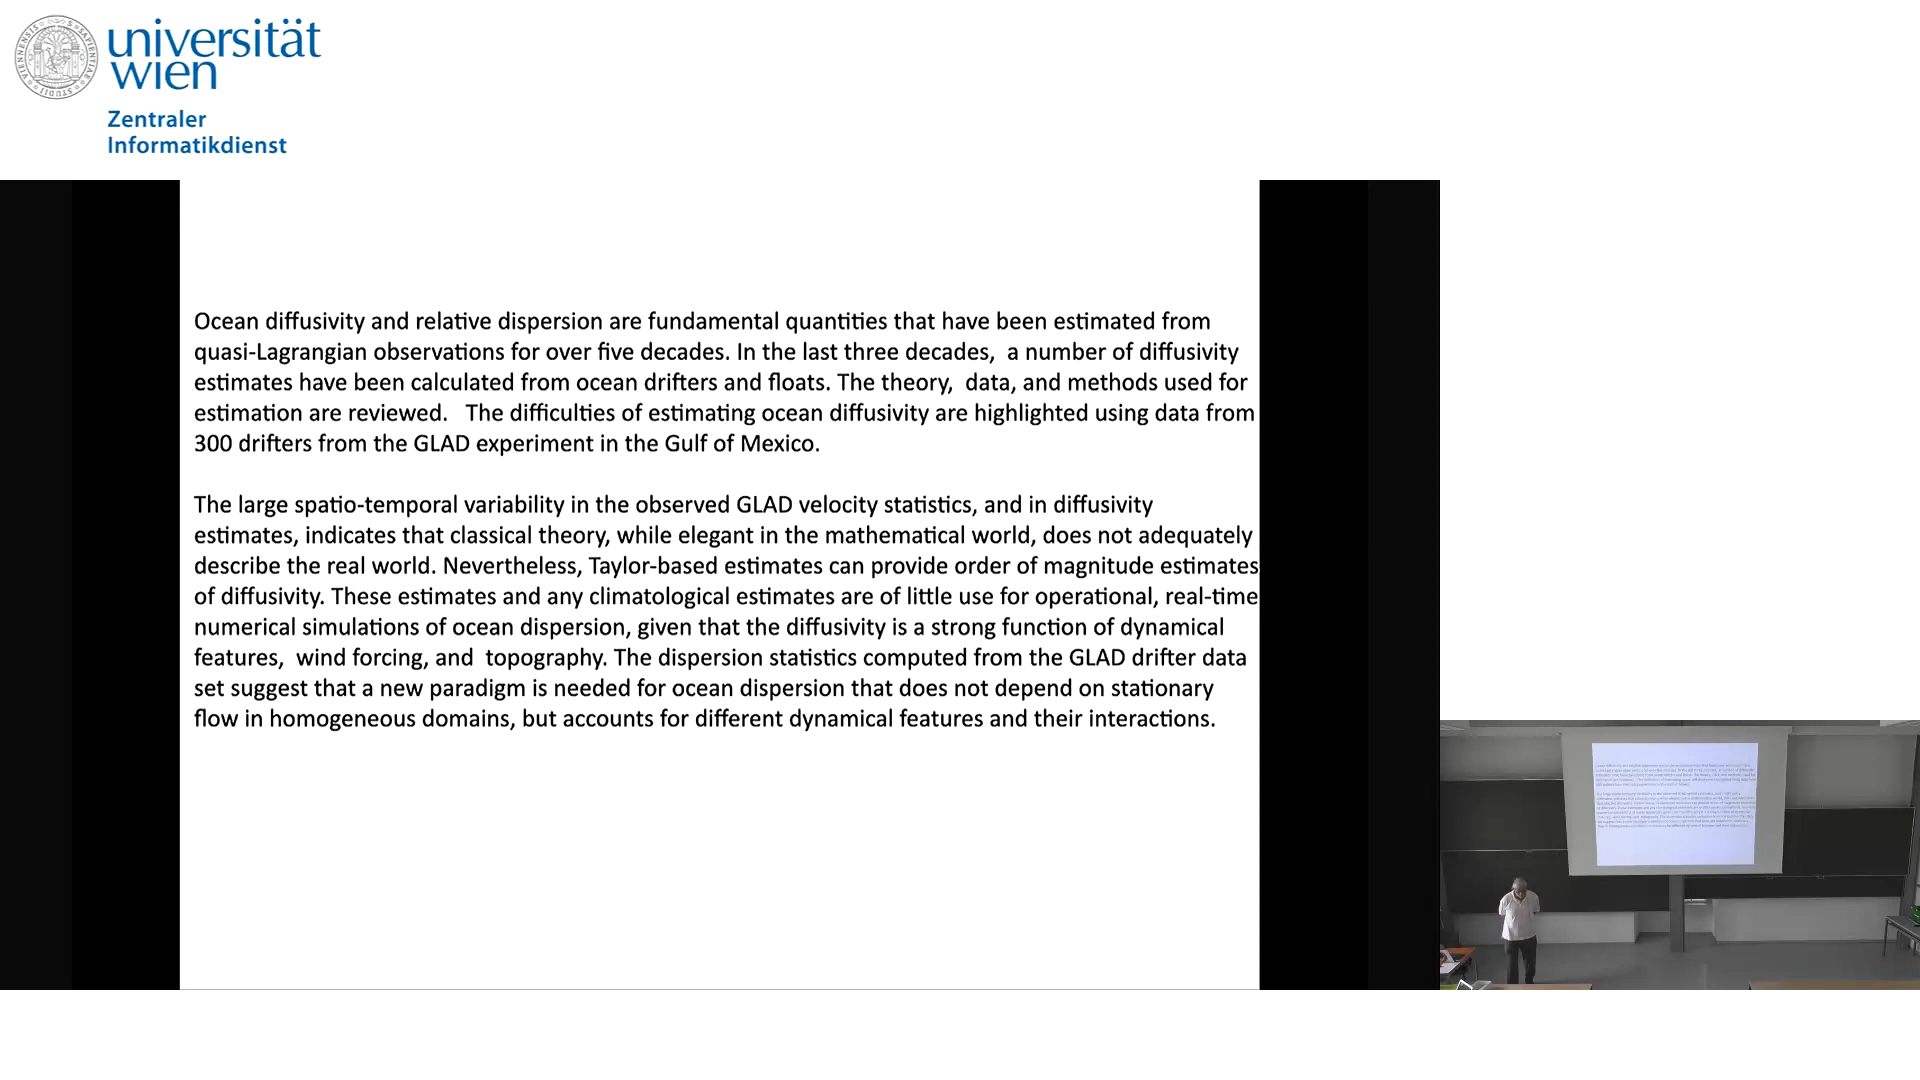 universität
wien
Zentraler
Informatikdienst
Ocean diffusivity and relative dispersion are fundamental quantities that have been estimated from
quasi-Lagrangian observations for over five decades. In the last three decades,  a number of diffusivity
estimates have been calculated from ocean drifters and floats. The theory,  data, and methods used for
estimation are reviewed.   The difficulties of estimating ocean diffusivity are highlighted using data from
300 drifters from the GLAD experiment in the Gulf of Mexico.
The large spatio-temporal variability in the observed GLAD velocity statistics, and in diffusivity
estimates, indicates that classical theory, while elegant in the mathematical world, does not adequately
describe the real world. Nevertheless, Taylor-based estimates can provide order of magnitude estimates
of diffusivity. These estimates and any climatological estimates are of little use for operational, real-time
numerical simulations of ocean dispersion, given that the diffusivity is a strong function of dynamical
features,  wind forcing, and  topography. The dispersion statistics computed from the GLAD drifter data
set suggest that a new paradigm is needed for ocean dispersion that does not depend on stationary
flow in homogeneous domains, but accounts for different dynamical features and their interactions.